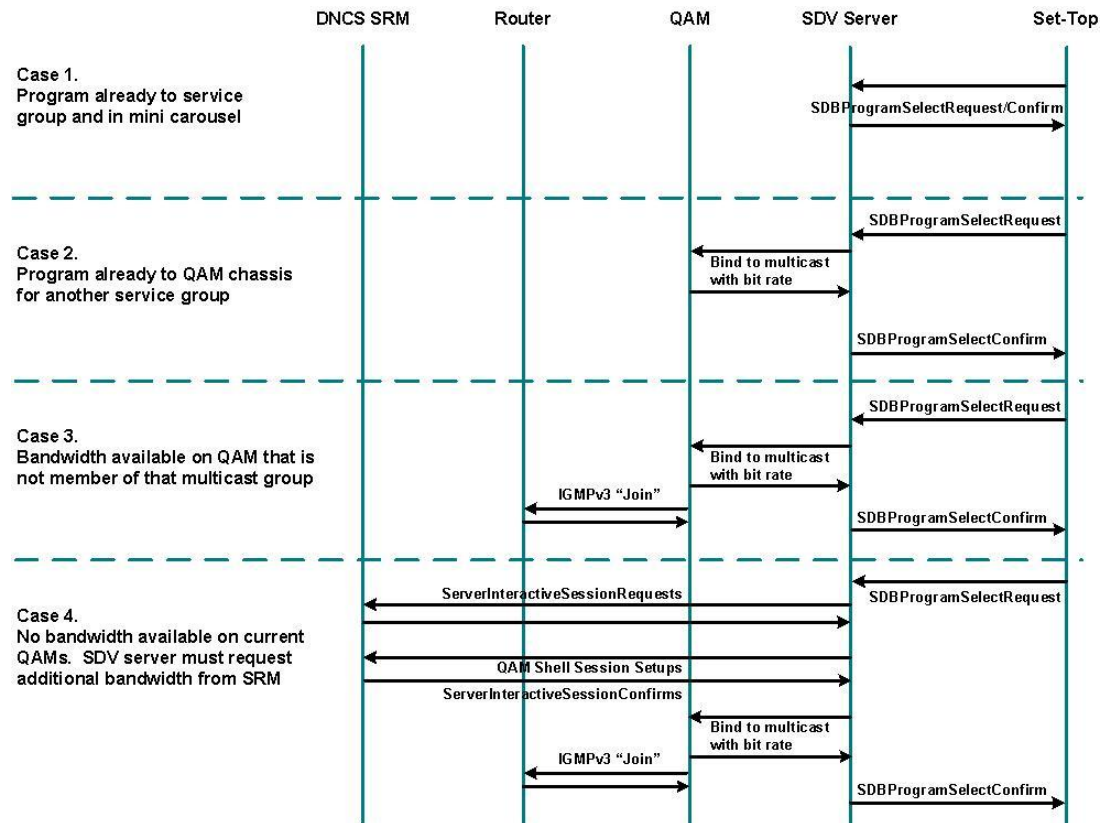 DNCS SRM Router QAM SDV Server Set-Top
Case 1.
Program already to service
group and in mini carousel
SDBProgramSelectRequest/Confirm
SDBProgramSelectRequest
Case 2.
Program already to QAM chassis
for another service group
Bind to multicast
with bit rate
SDBProgramSelectConfirm
SDBProgramSelectRequest
Case 3.
Bandwidth available on QAM that is
not member of that multicast group
Bind to multicast
with bit rate
IGMPv3 “Join”
SDBProgramSelectConfirm
ServerInteractiveSessionRequests
SDBProgramSelectRequest
Case 4.
No bandwidth available on current
QAMs. SDV server must request
additional bandwidth from SRM
QAM Shell Session Setups
ServerInteractiveSessionConfirms
Bind to multicast
with bit rate
IGMPv3 “Join”
SDBProgramSelectConfirm